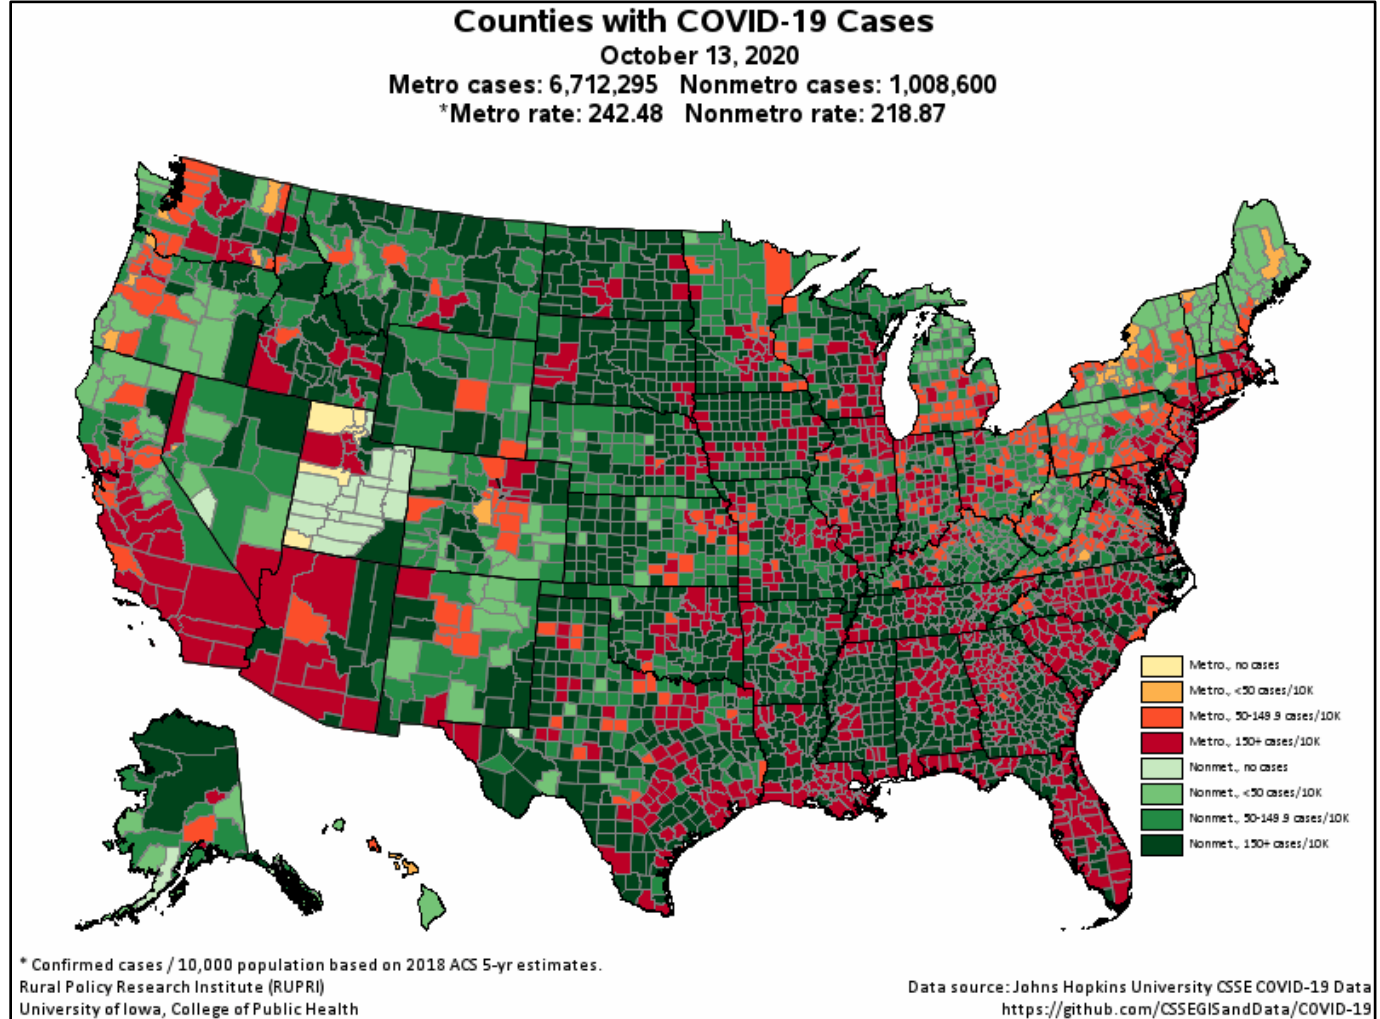 Counties with COVID-19 Cases
October 13, 2020
Metro cases: 6,712,295   Nonmetro cases: 1,008,600
*Metro rate: 242.48   Nonmetro rate: 218.87
Metro., no cases
Metro., <50 cases/10K
Metro., 50-149.9 cases/10K
Metro., 150+ cases/10K
Nonmet., no cases
Nonmet., <50 cases/10K
Nonmet., 50-149.9 cases/10K
Nonmet., 150+ cases/10K
* Confirmed cases / 10,000 population based on 2018 ACS 5-yr estimates.
Rural Policy Research Institute (RUPRI)
University of Iowa, College of Public Health
Data source: Johns Hopkins University CSSE COVID-19 Data
https://github.com/CSSEGISandData/COVID-19